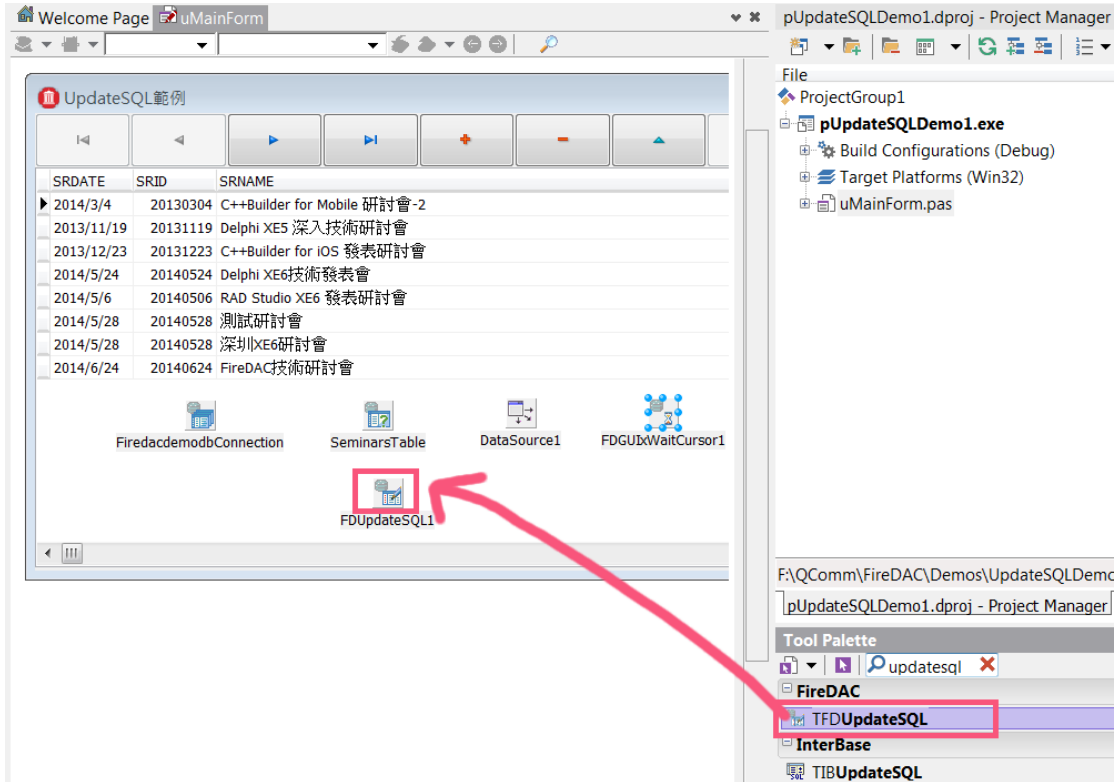 Welcome Page uMainForm
pUpdateSQLDemo1.dproj - Project Manager
File
ProjectGroup1
pUpdateSQLDemo1.exe
Build Configurations (Debug)
Target Platforms (Win32)
uMainForm.pas
UpdateSQL範例
SRDATE SRID SRNAME
2014/3/4 20130304 C++Builder for Mobile 研討會-2
2013/11/19 20131119 Delphi XE5 深入技術研討會
2013/12/23 20131223 C++Builder for iOS 發表研討會
2014/5/24 20140524 Delphi XE6技術發表會
2014/5/6 20140506 RAD Studio XE6 發表研討會
2014/5/28 20140528 測試研討會
2014/5/28 20140528 深圳XE6研討會
2014/6/24 20140624 FireDAC技術研討會
FiredacdemodbConnection SeminarsTable DataSource1 FDGUIxWaitCursor1
FDUpdateSQL1
F:\QComm\FireDAC\Demos\UpdateSQLDemo
pUpdateSQLDemo1.dproj - Project Manager
Tool Palette
updatesql
FireDAC
TFDUpdateSQL
InterBase
TIBUpdateSQL